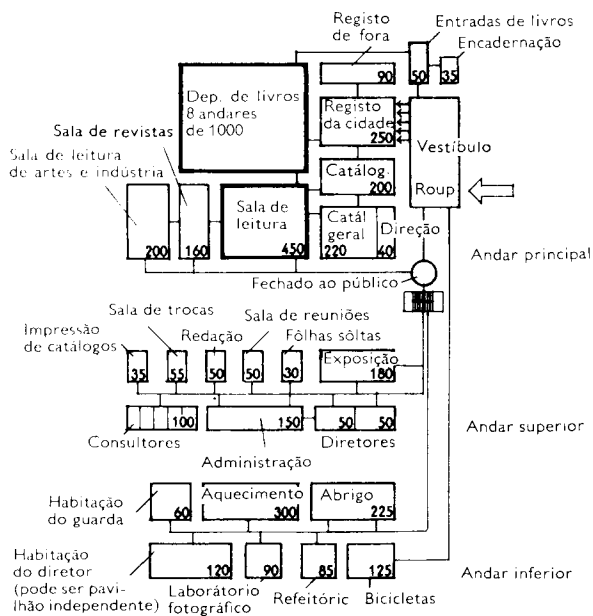 Registo
de fora
90
Entradas de livros
50
Encadernação
35
Dep. de livros
8 andares
de 1000
Registo
da cidade
250
Vestíbulo
Roup.
Sala de revistas
Sala de leitura
de artes e indústria
200
160
Sala de
leitura
450
Catálog.
200
Catál
geral
220
Direção
40
Andar principal
Fechado ao público
Sala de trocas
Sala de reuniões
Impressão
de catálogos
Redação
Fôlhas sôltas
35
55
50
50
30
Exposição
180
100
150
50
50
Consultores
Diretores
Administração
Andar superior
Habitação
do guarda
60
Aquecimento
300
Abrigo
225
Habitação
do diretor
(pode ser pavi-
lhão independente)
120
90
85
125
Laboratório
fotográfico
Refeitóric
Bicicletas
Andar inferior